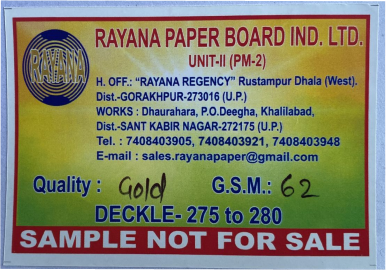 RAYANA
RAYANA PAPER BOARD IND. LTD.
UNIT-II (PM-2)
H. OFF.: "RAYANA REGENCY" Rustampur Dhala (West).
Dist.-GORAKHPUR-273016 (U.P.)
WORKS : Dhaurahara, P.O.Deegha, Khalilabad,
Dist.-SANT KABIR NAGAR-272175 (U.P.)
Tel. : 7408403905, 7408403921, 7408403948
E-mail : sales.rayanapaper@gmail.com
Quality : Gold G.S.M.: 62
DECKLE- 275 to 280
SAMPLE NOT FOR SALE